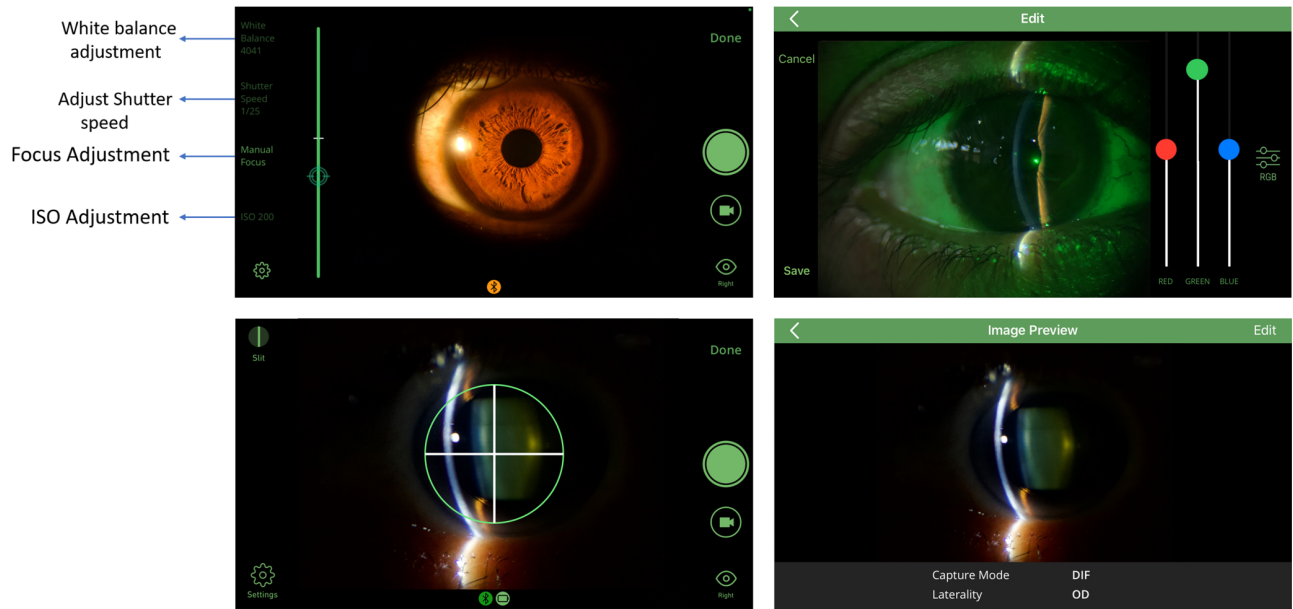 White balance
adjustment
Adjust Shutter
speed
Focus Adjustment
ISO Adjustment
White
Balance
4041
Shutter
Speed
1/25
Manual
Focus
ISO 200
Done
Right
Edit
Cancel
Save
RGB
RED GREEN BLUE
Slit
Done
Settings
Right
Image Preview Edit
Capture Mode DIF
Laterality OD